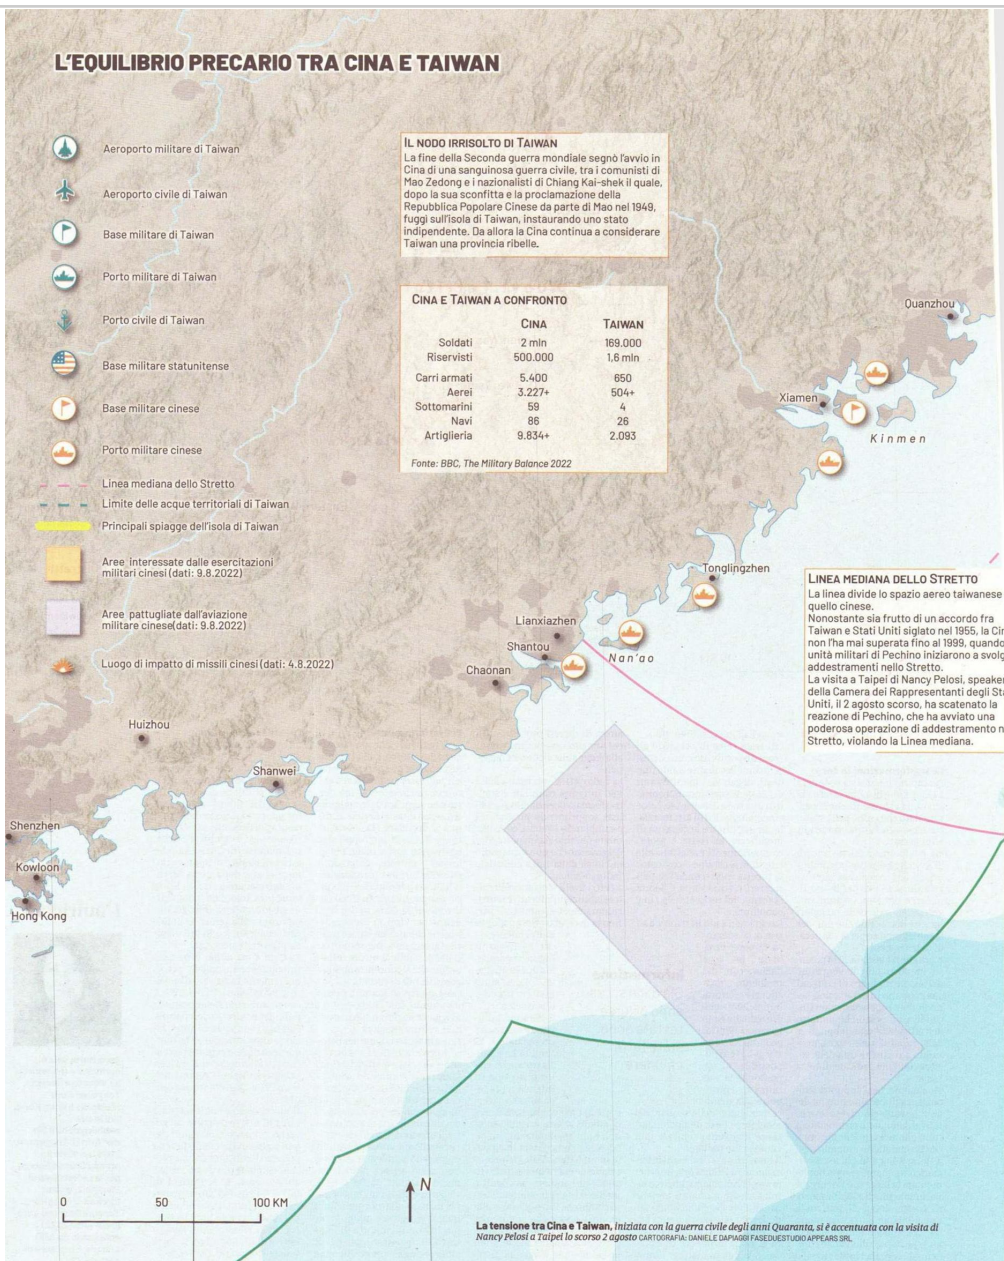 L'EQUILIBRIO PRECARIO TRA CINA E TAIWAN
Aeroporto militare di Taiwan
Aeroporto civile di Taiwan
Base militare di Taiwan
Porto militare di Taiwan
Porto civile di Taiwan
Base militare statunitense
Base militare cinese
Porto militare cinese
Linea mediana dello Stretto
Limite delle acque territoriali di Taiwan
Principali spiagge dell'isola di Taiwan
Aree interessate dalle esercitazioni
militari cinesi (dati: 9.8.2022)
Aree pattugliate dall'aviazione
militare cinese(dati: 9.8.2022)
Luogo di impatto di missili cinesi (dati: 4.8.2022)
IL NODO IRRISOLTO DI TAIWAN
La fine della Seconda guerra mondiale segnò l'avvio in
Cina di una sanguinosa guerra civile, tra i comunisti di
Mao Zedong e i nazionalisti di Chiang Kai-shek il quale,
dopo la sua sconfitta e la proclamazione della
Repubblica Popolare Cinese da parte di Mao nel 1949,
fuggì sull'isola di Taiwan, instaurando uno stato
indipendente. Da allora la Cina continua a considerare
Taiwan una provincia ribelle.
CINA E TAIWAN A CONFRONTO
CINA TAIWAN
Soldati 2 mln 169.000
Riservisti 500.000 1,6 mln
Carri armati 5.400 650
Aerei 3.227+ 504+
Sottomarini 59 4
Navi 86 26
Artiglieria 9.834+ 2.093
Fonte: BBC, The Military Balance 2022
Quanzhou
Xiamen
Kinmen
Tonglingzhen
LINEA MEDIANA DELLO STRETTO
La linea divide lo spazio aereo taiwanese
quello cinese.
Nonostante sia frutto di un accordo fra
Taiwan e Stati Uniti siglato nel 1955, la Cin
non l'ha mai superata fino al 1999, quando
unità militari di Pechino iniziarono a svolg
addestramenti nello Stretto.
La visita a Taipei di Nancy Pelosi, speaker
della Camera dei Rappresentanti degli Sta
Uniti, il 2 agosto scorso, ha scatenato la
reazione di Pechino, che ha avviato una
poderosa operazione di addestramento n
Stretto, violando la Linea mediana.
Lianxiazhen
Shantou
Nan'ao
Chaonan
Huizhou
Shanwei
Shenzhen
Kowloon
Hong Kong
0 50 100 KM
N
La tensione tra Cina e Taiwan, iniziata con la guerra civile degli anni Quaranta, si è accentuata con la visita di
Nancy Pelosi a Taipei lo scorso 2 agosto CARTOGRAFIA: DANIELE DAPIAGGI FASEDUESTUDIO APPEARS SRL